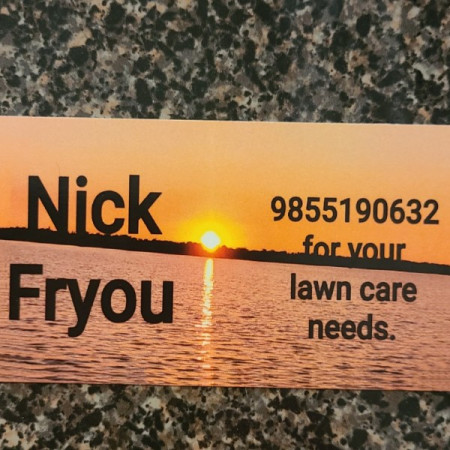 Nick
Fryou
9855190632
for your
lawn care
needs.